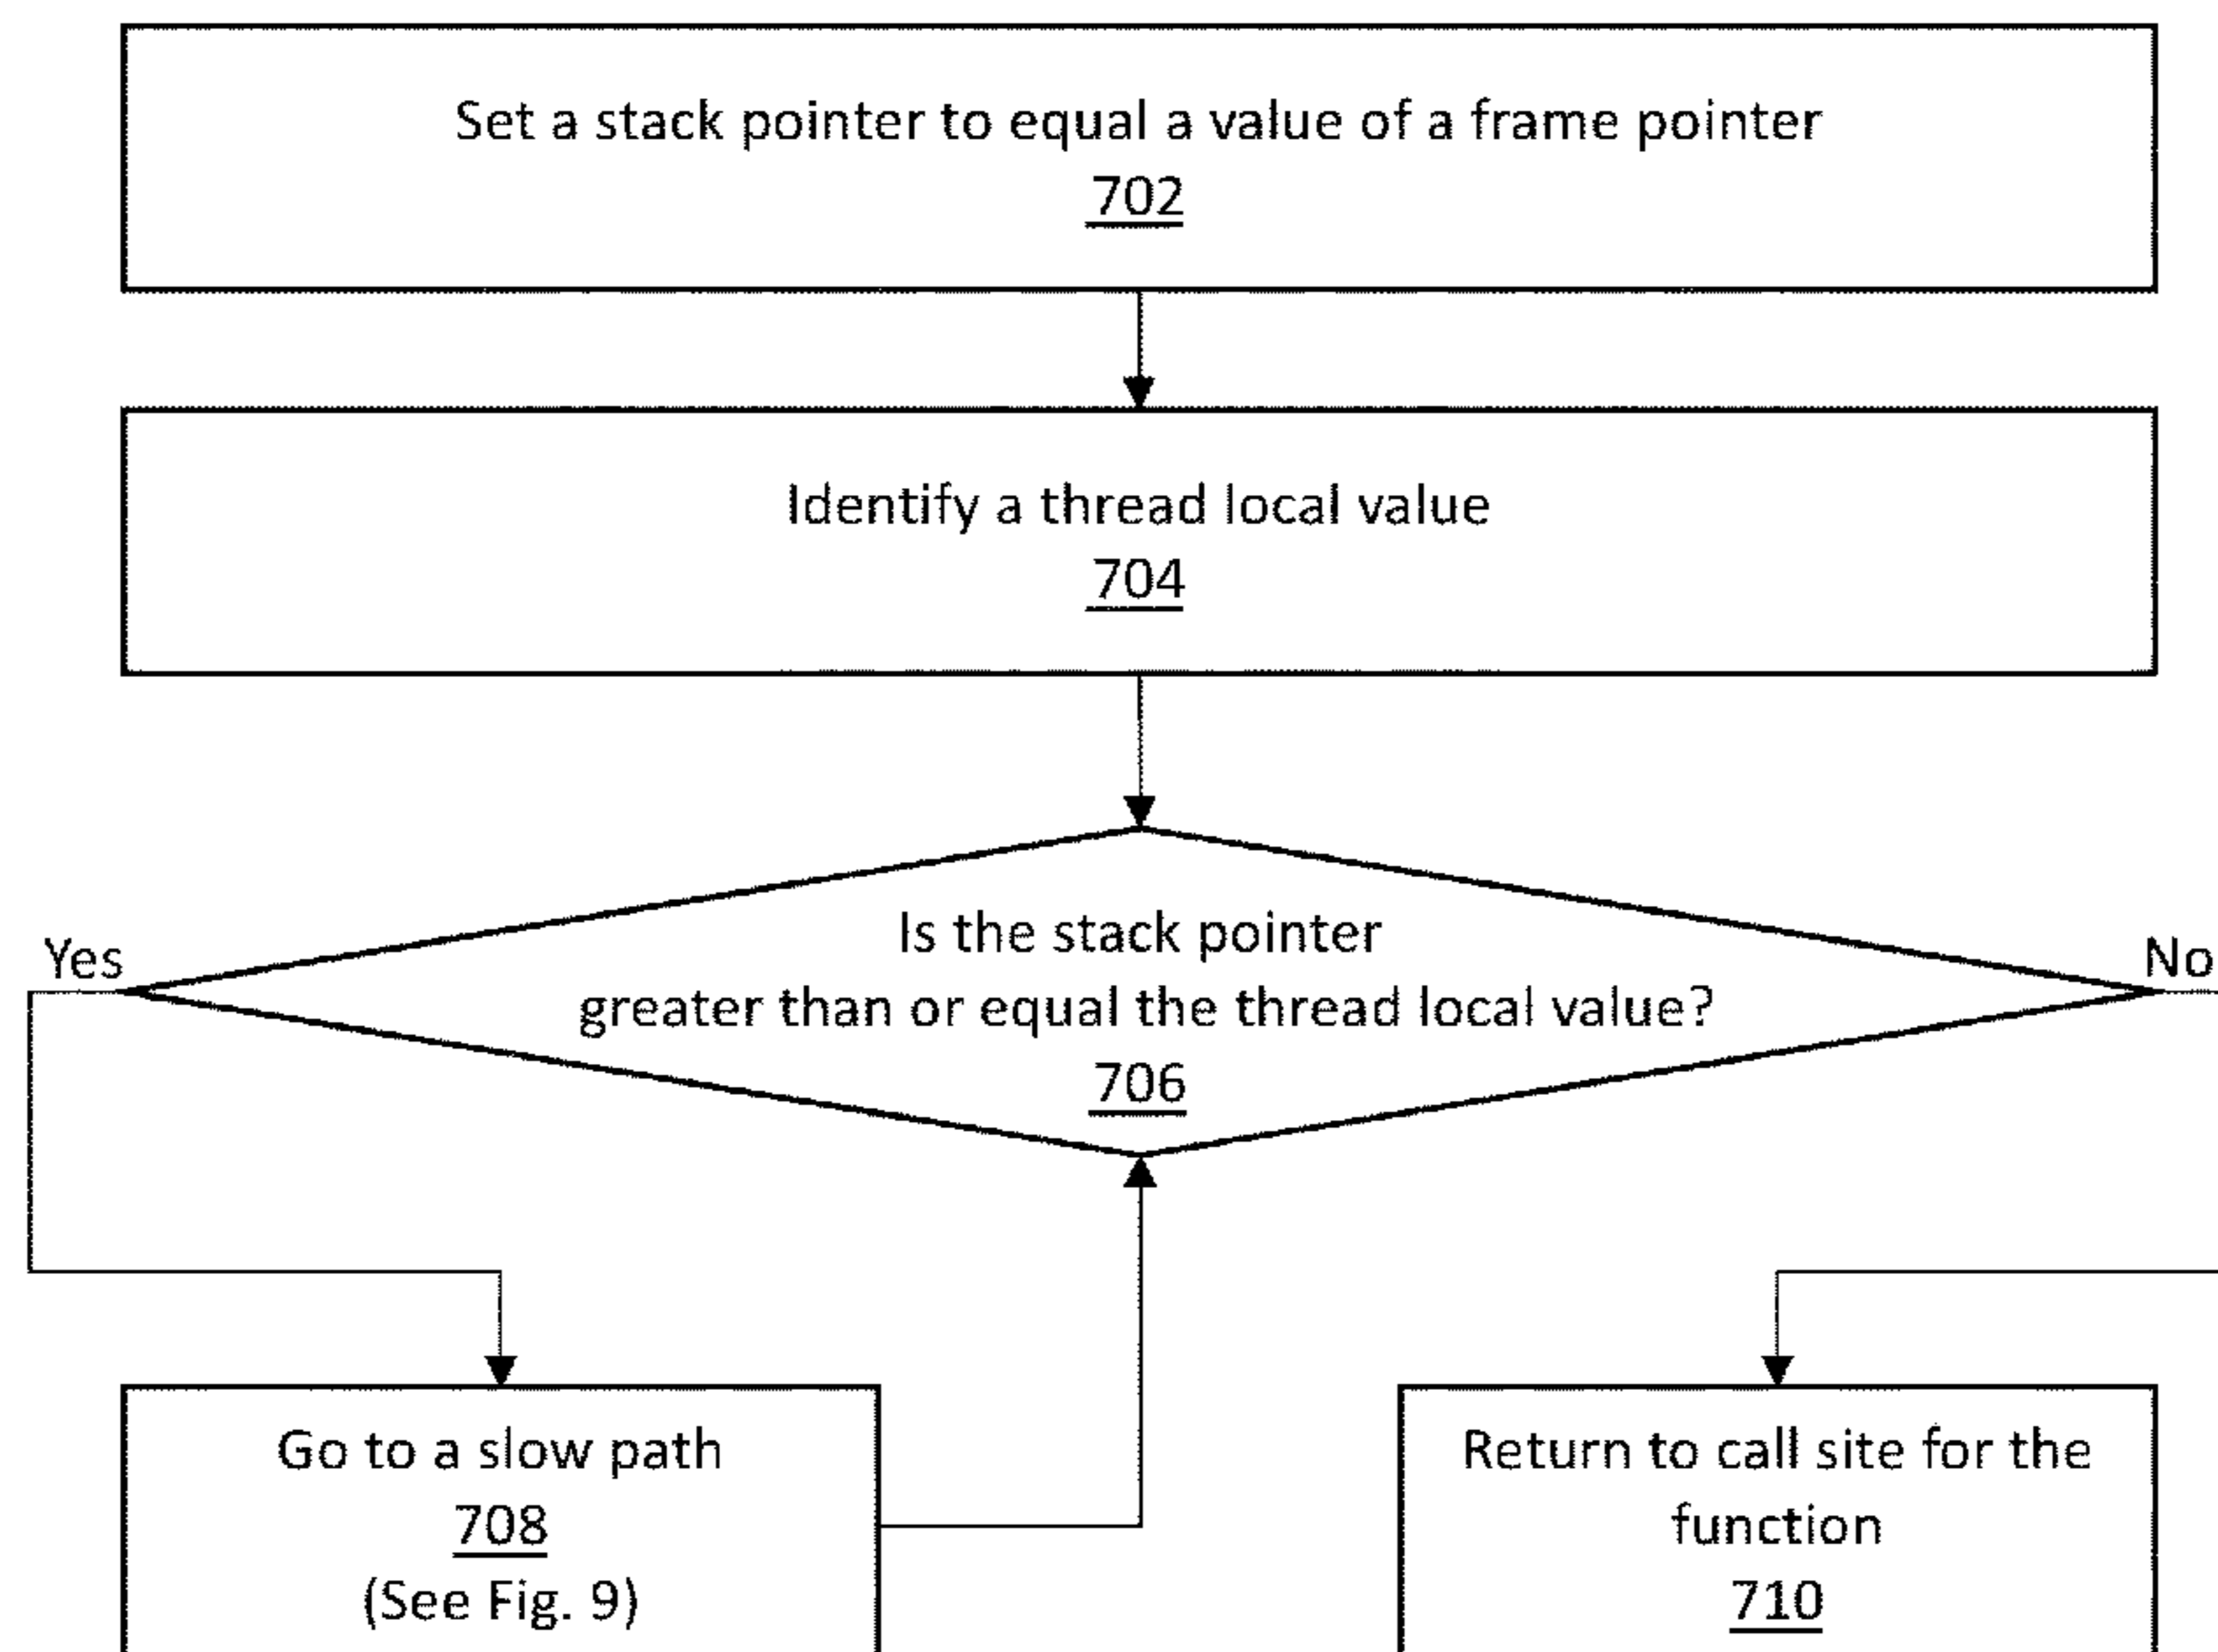 Set a stack pointer to equal a value of a frame pointer
702
Identify a thread local value
704
Is the stack pointer
greater than or equal the thread local value?
706
Yes
No
Go to a slow path
708
(See Fig. 9)
Return to call site for the
function
710